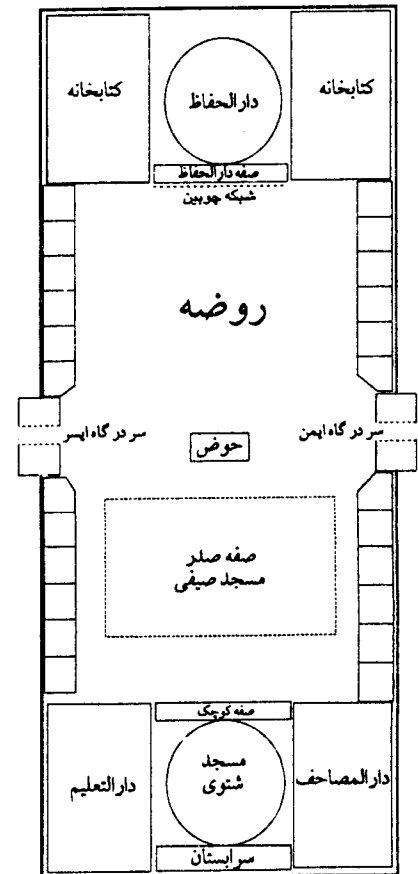 کتابخانه
دارالحفاظ
کتابخانه
صفه دارالحفاظ
شبکه چوبین
روضه
سر در گاه ایمن
سر در گاه ایسر
حوض
صفه صدر
مسجد صیفی
صفه کوچک
دارالمصاحف
مسجد
شتوی
دارالتعلیم
سرابستان